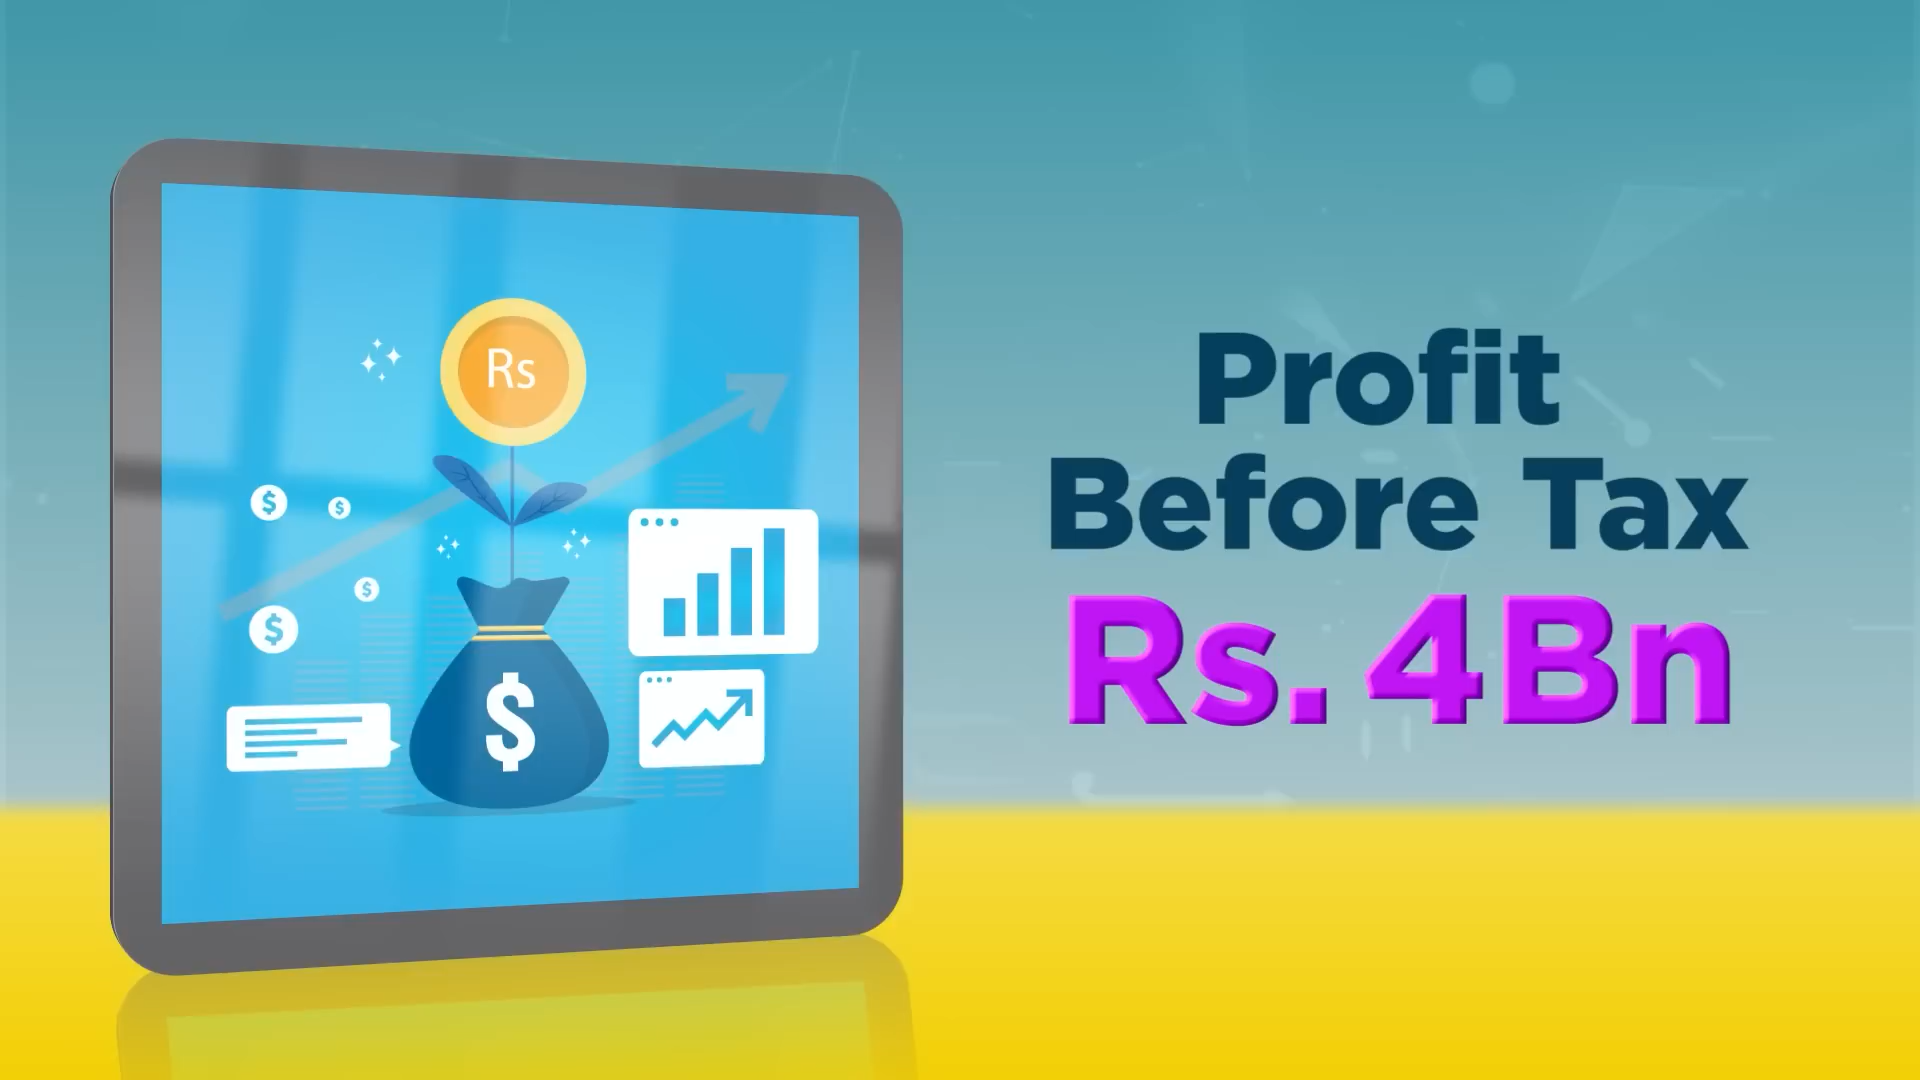 Rs
$
$
$
$
$
Profit
Before Tax
Rs. 4Bn